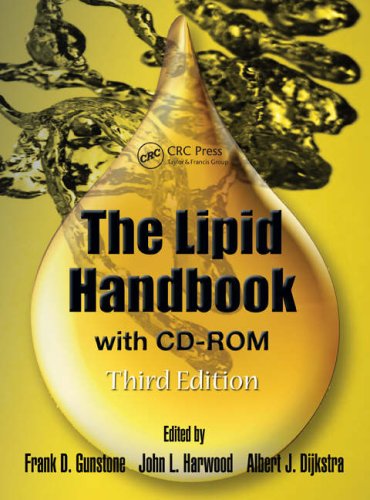 CRC
CRC Press
Taylor & Francis Group
The Lipid
Handbook
with CD-ROM
Third Edition
Edited by
Frank D. Gunstone John L. Harwood Albert J. Dijkstra